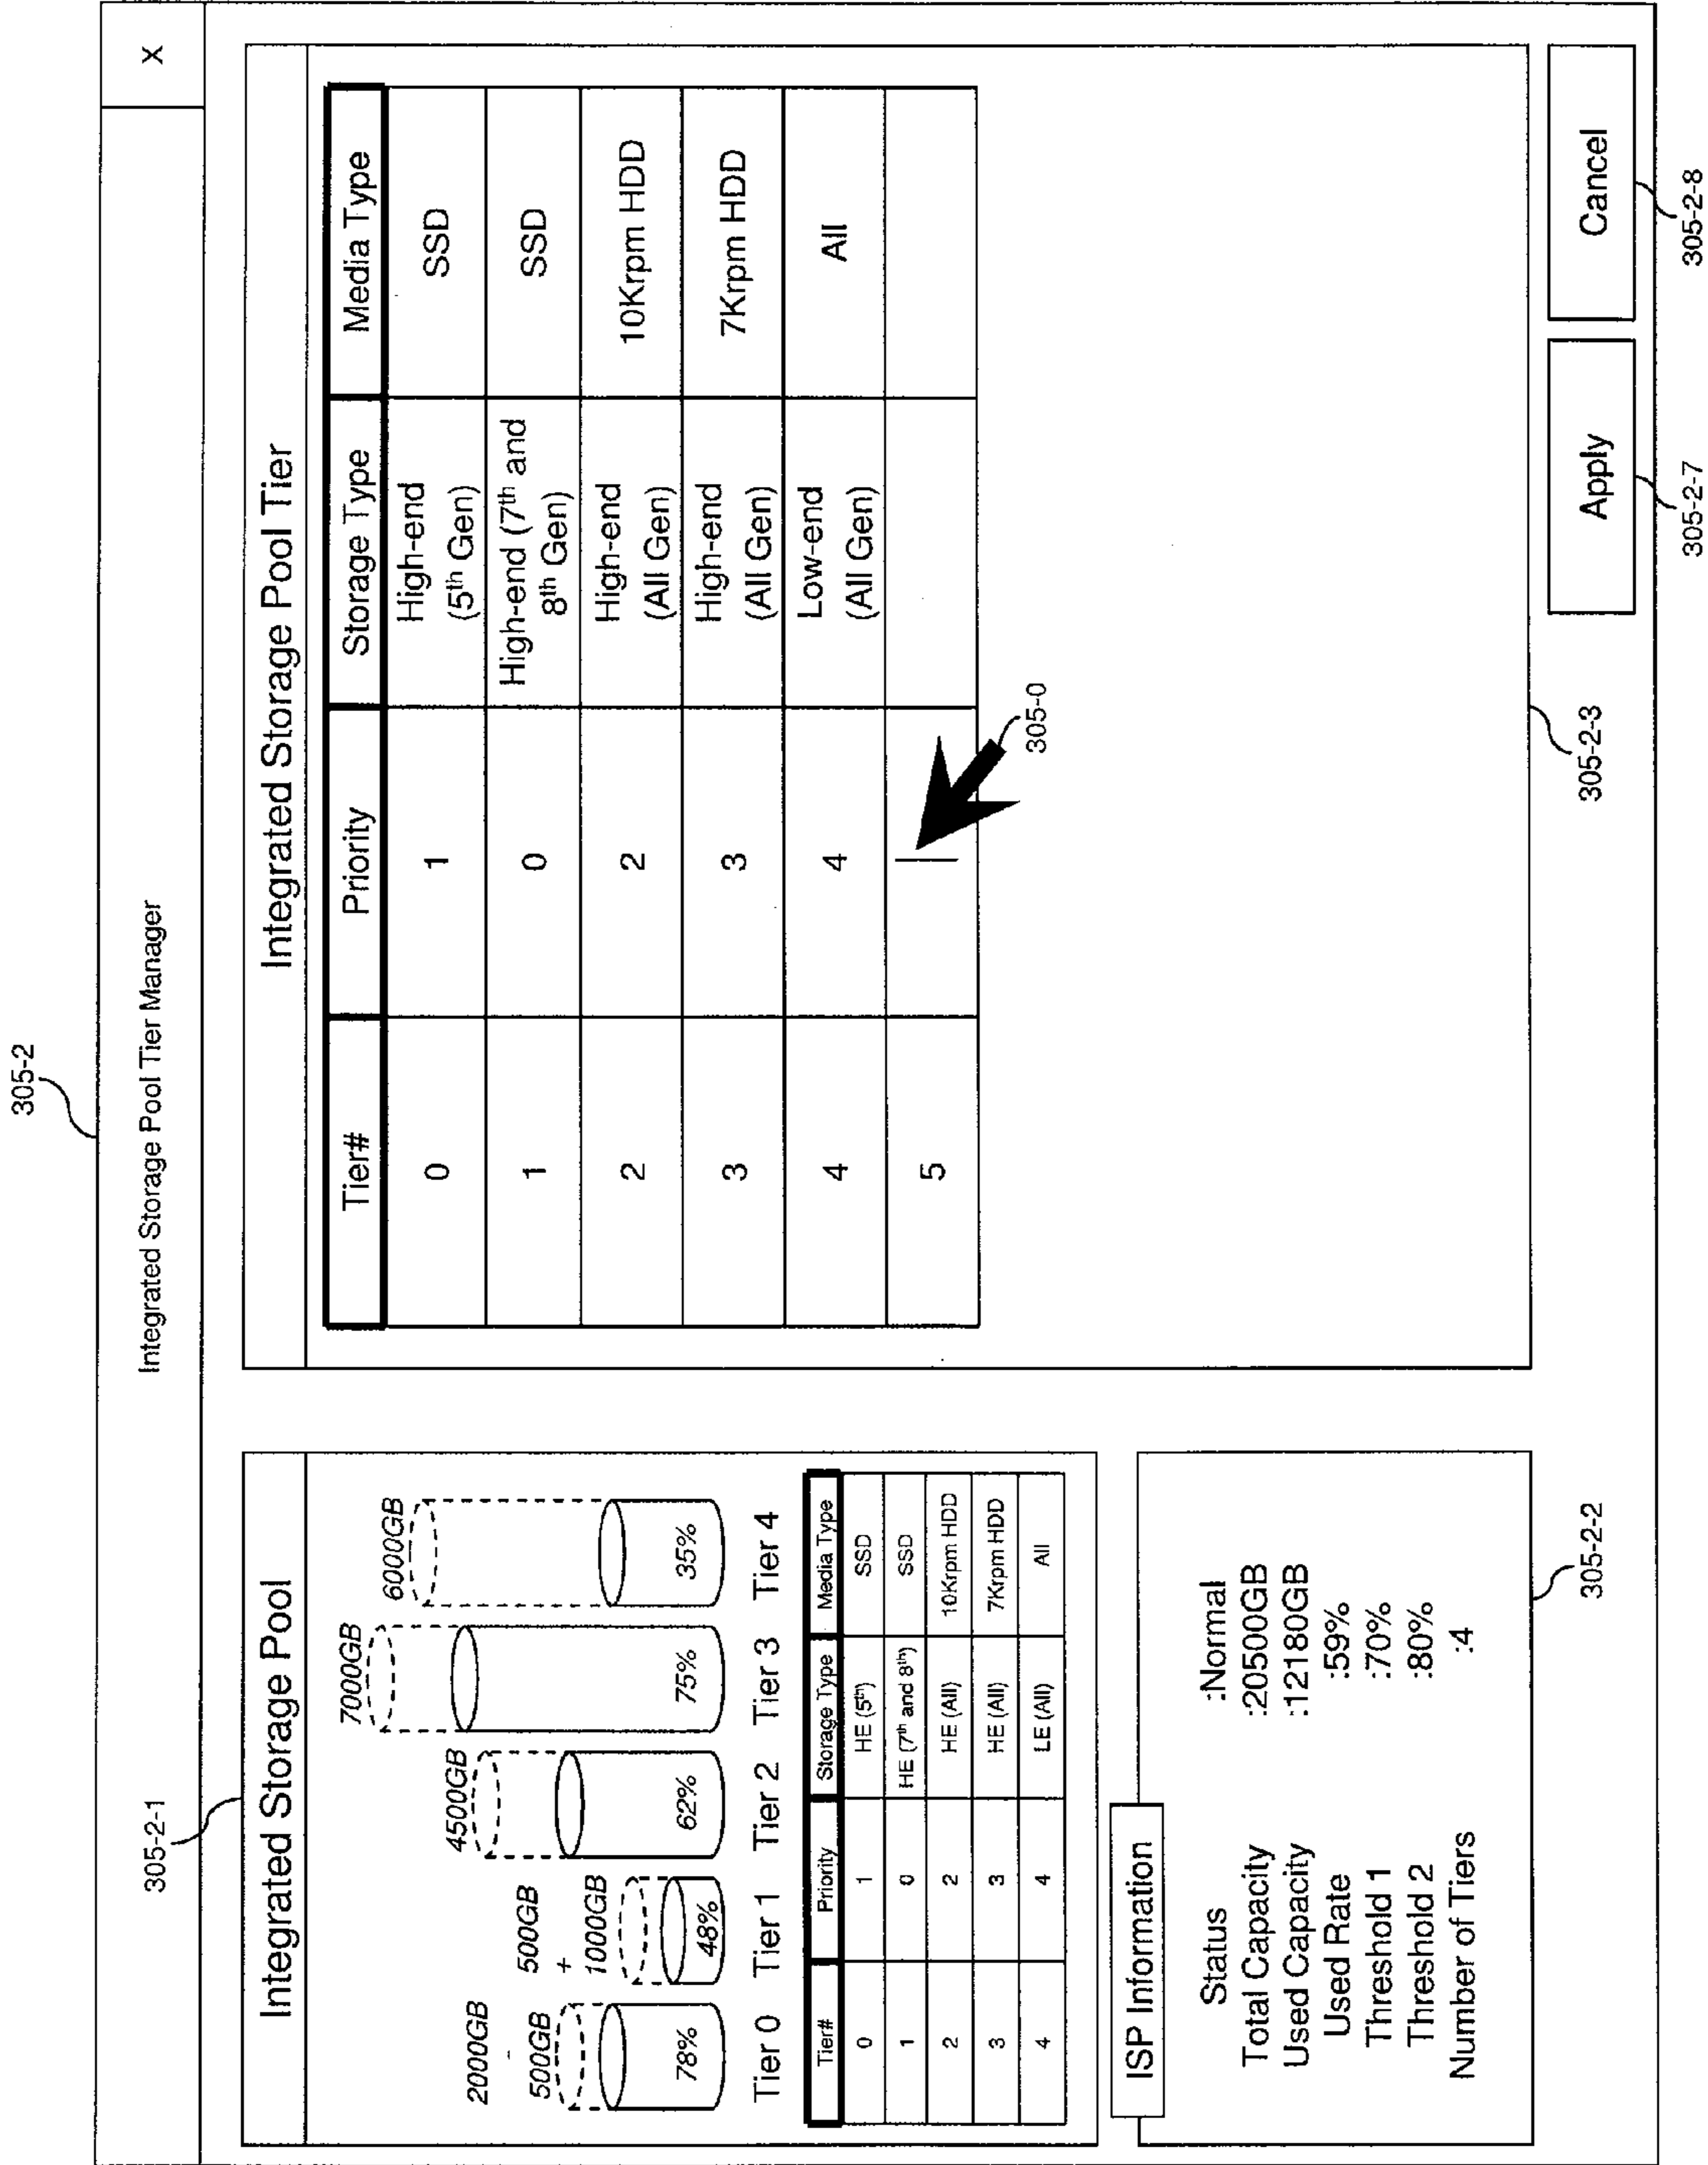 305-2
Integrated Storage Pool Tier Manager
X
305-2-1
Integrated Storage Pool
2000GB
-
500GB
500GB
+
1000GB
4500GB
7000GB
6000GB
78%
48%
62%
75%
35%
Tier 0 Tier 1 Tier 2 Tier 3 Tier 4
Tier# Priority Storage Type Media Type
0 1 HE (5th) SSD
1 0 HE (7th and 8th) SSD
2 2 HE (All) 10Krpm HDD
3 3 HE (All) 7Krpm HDD
4 4 LE (All) All
ISP Information
Status :Normal
Total Capacity :20500GB
Used Capacity :12180GB
Used Rate :59%
Threshold 1 :70%
Threshold 2 :80%
Number of Tiers :4
305-2-2
Integrated Storage Pool Tier
Tier# Priority Storage Type Media Type
0 1 High-end (5th Gen) SSD
1 0 High-end (7th and 8th Gen) SSD
2 2 High-end (All Gen) 10Krpm HDD
3 3 High-end (All Gen) 7Krpm HDD
4 4 Low-end (All Gen) All
5
305-0
305-2-3
Apply
Cancel
305-2-7
305-2-8